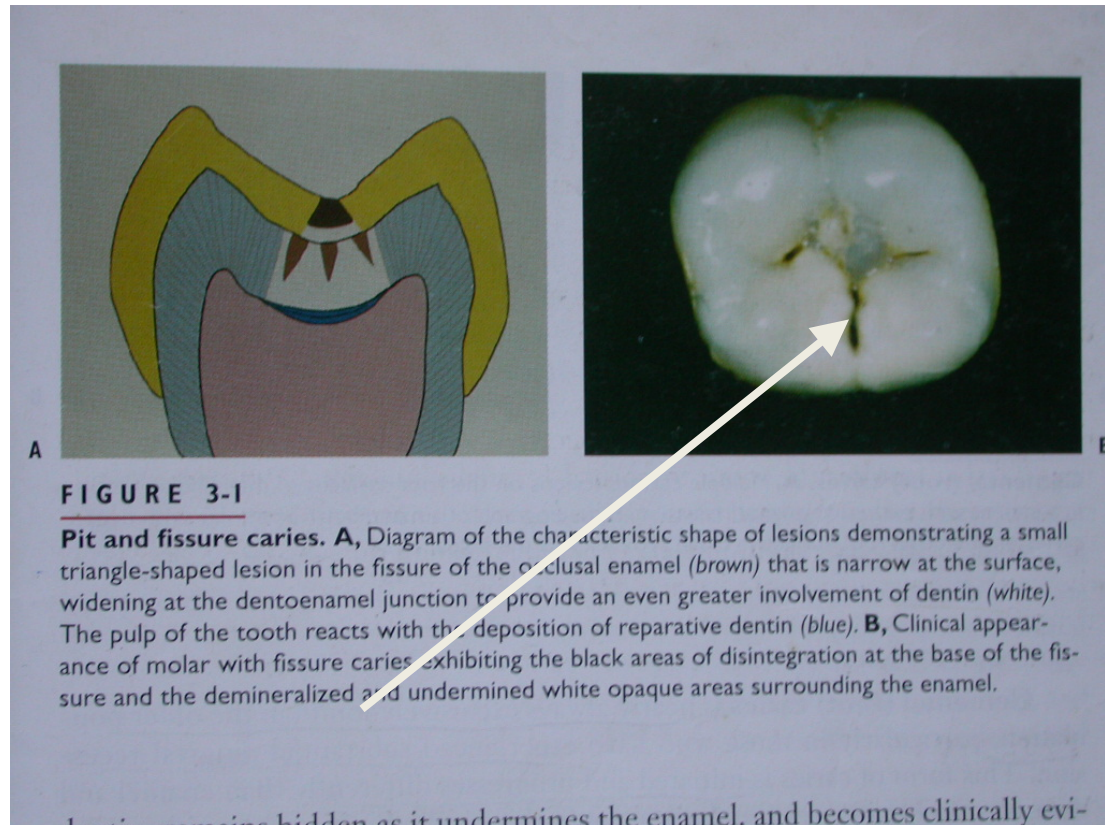 A
FIGURE 3-1
Pit and fissure caries. A, Diagram of the characteristic shape of lesions demonstrating a small
triangle-shaped lesion in the fissure of the occlusal enamel (brown) that is narrow at the surface,
widening at the dentoenamel junction to provide an even greater involvement of dentin (white).
The pulp of the tooth reacts with the deposition of reparative dentin (blue). B, Clinical appear-
ance of molar with fissure caries exhibiting the black areas of disintegration at the base of the fis-
sure and the demineralized and undermined white opaque areas surrounding the enamel.
hidden as it undermines the enamel, and becomes clinically evi-